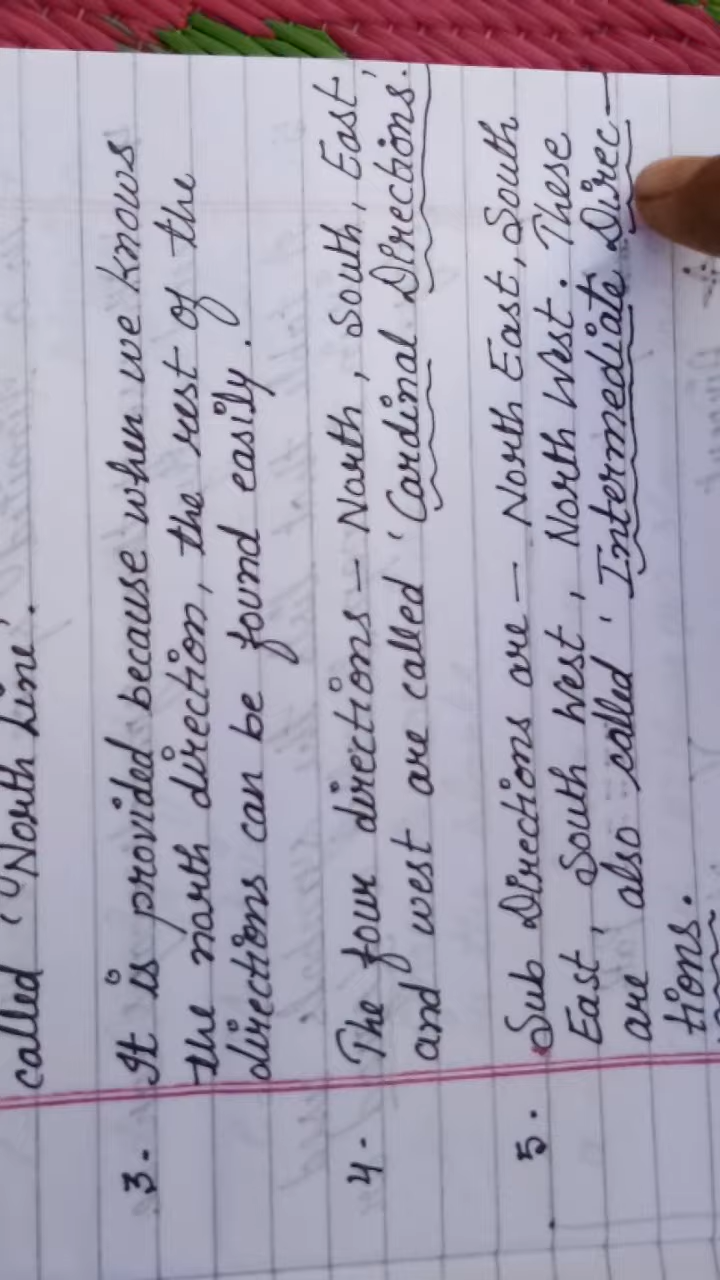 called 'North Line'.
3. It is provided because when we knows
the north direction, the rest of the
directions can be found easily.
4. The four directions - North, South, East,
and west are called 'Cardinal Directions.
5. Sub Directions are - North East, South
East, South West, North West. These
are also called 'Intermediate Direc-
tions.